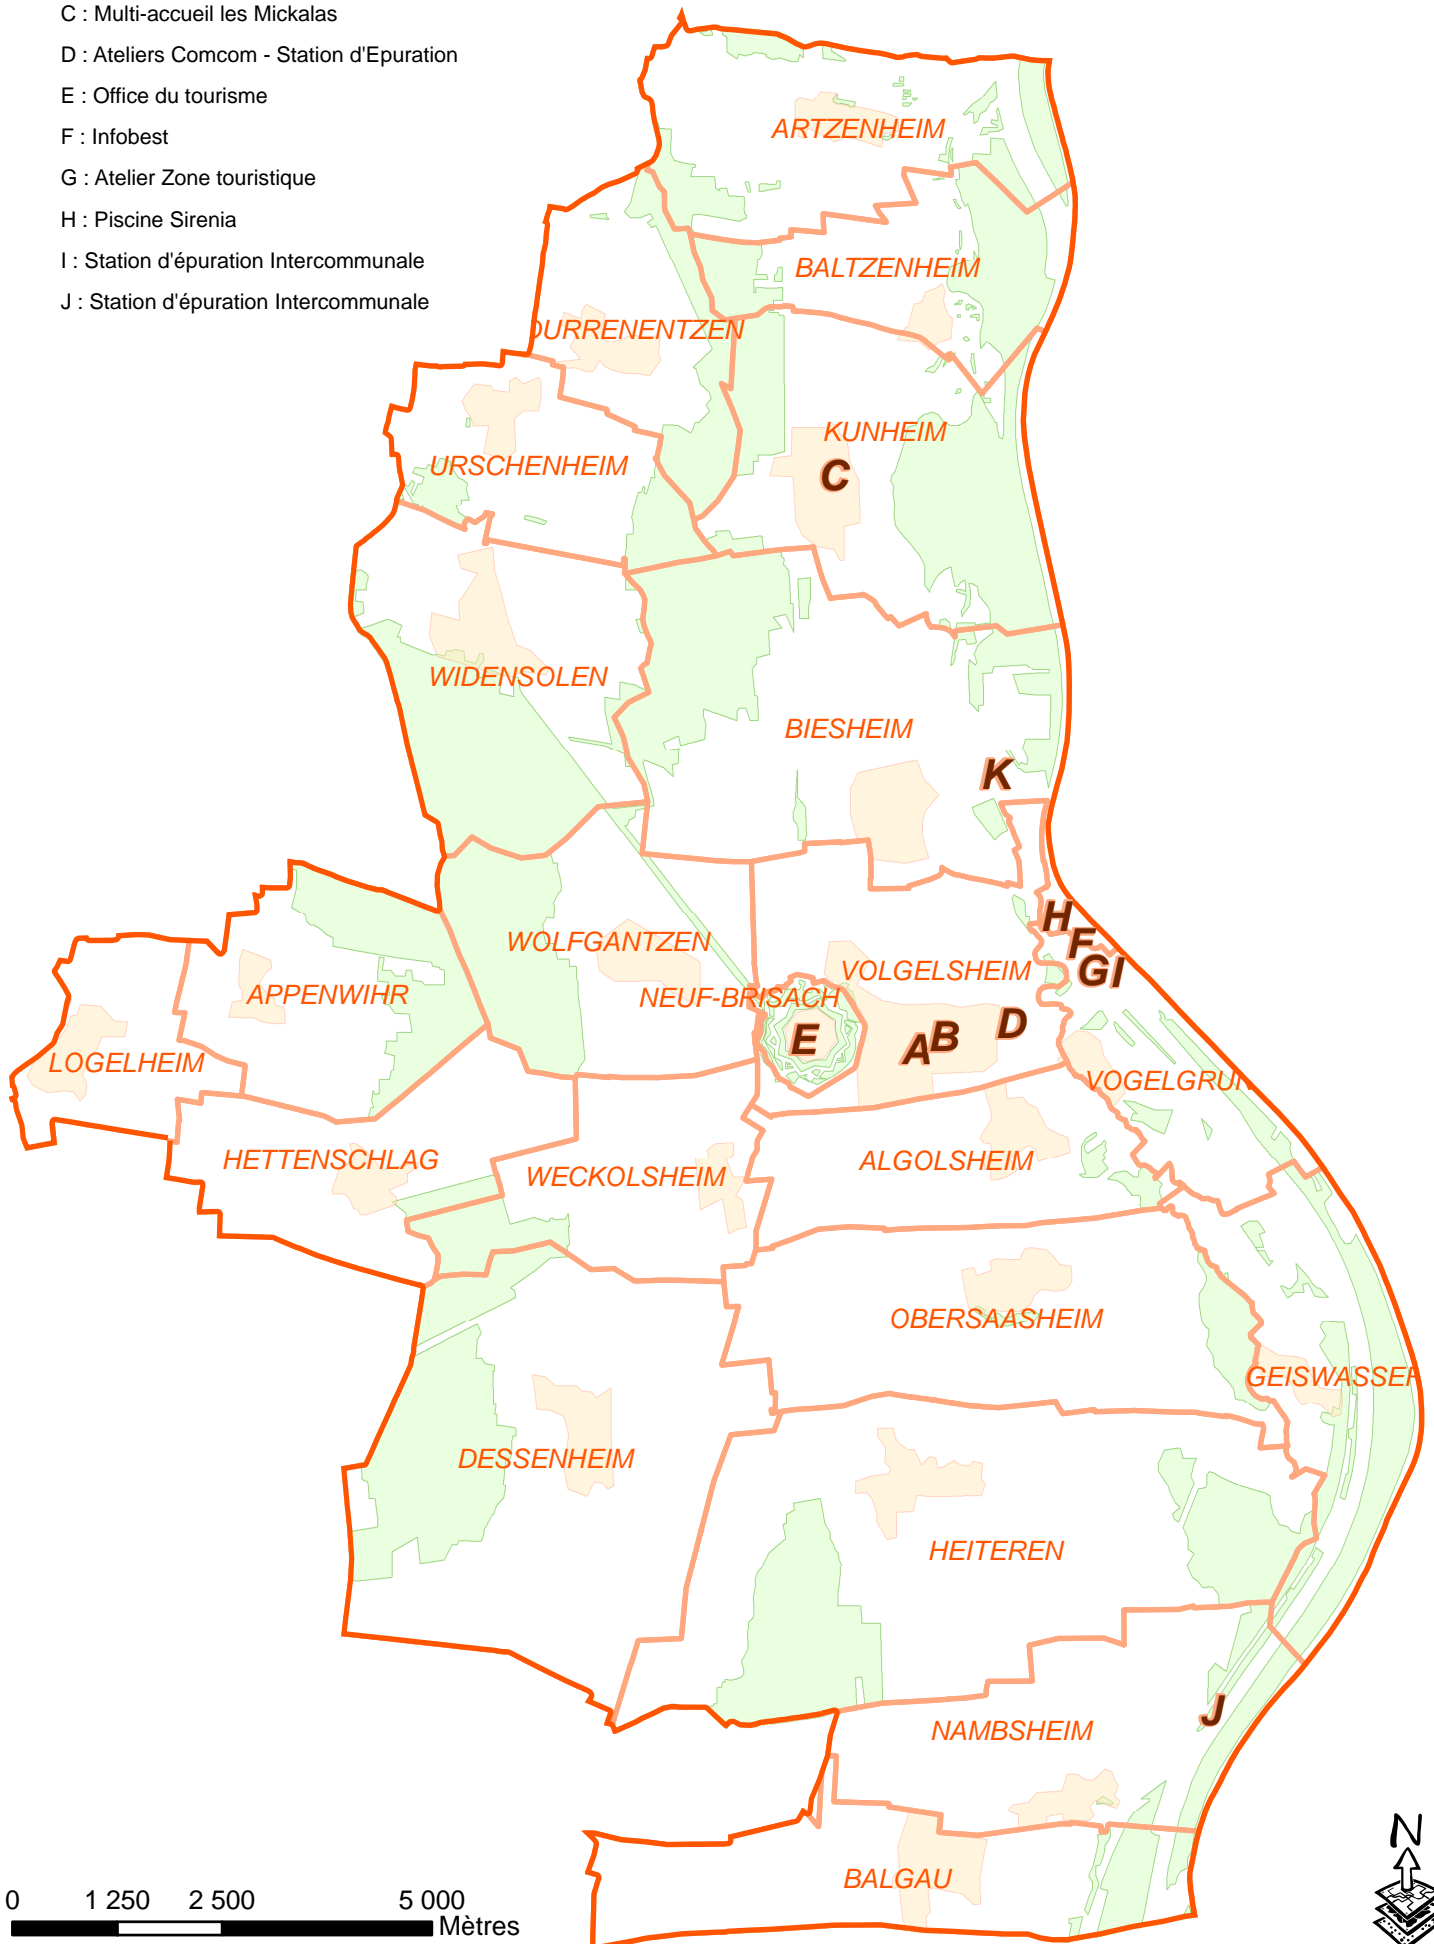 C : Multi-accueil les Mickalas
D : Ateliers Comcom - Station d'Epuration
E : Office du tourisme
F : Infobest
G : Atelier Zone touristique
H : Piscine Sirenia
I : Station d'épuration Intercommunale
J : Station d'épuration Intercommunale
ARTZENHEIM
BALTZENHEIM
DURRENENTZEN
KUNHEIM
URSCHENHEIM
C
WIDENSOLEN
BIESHEIM
K
H
WOLFGANTZEN
F
VOLGELSHEIM
GI
APPENWIHR
NEUF-BRISACH
D
E
B
A
LOGELHEIM
VOGELGRUN
HETTENSCHLAG
WECKOLSHEIM
ALGOLSHEIM
OBERSAASHEIM
GEISWASSER
DESSENHEIM
HEITEREN
J
NAMBSHEIM
N
BALGAU
0 1 250 2 500 5 000
Mètres